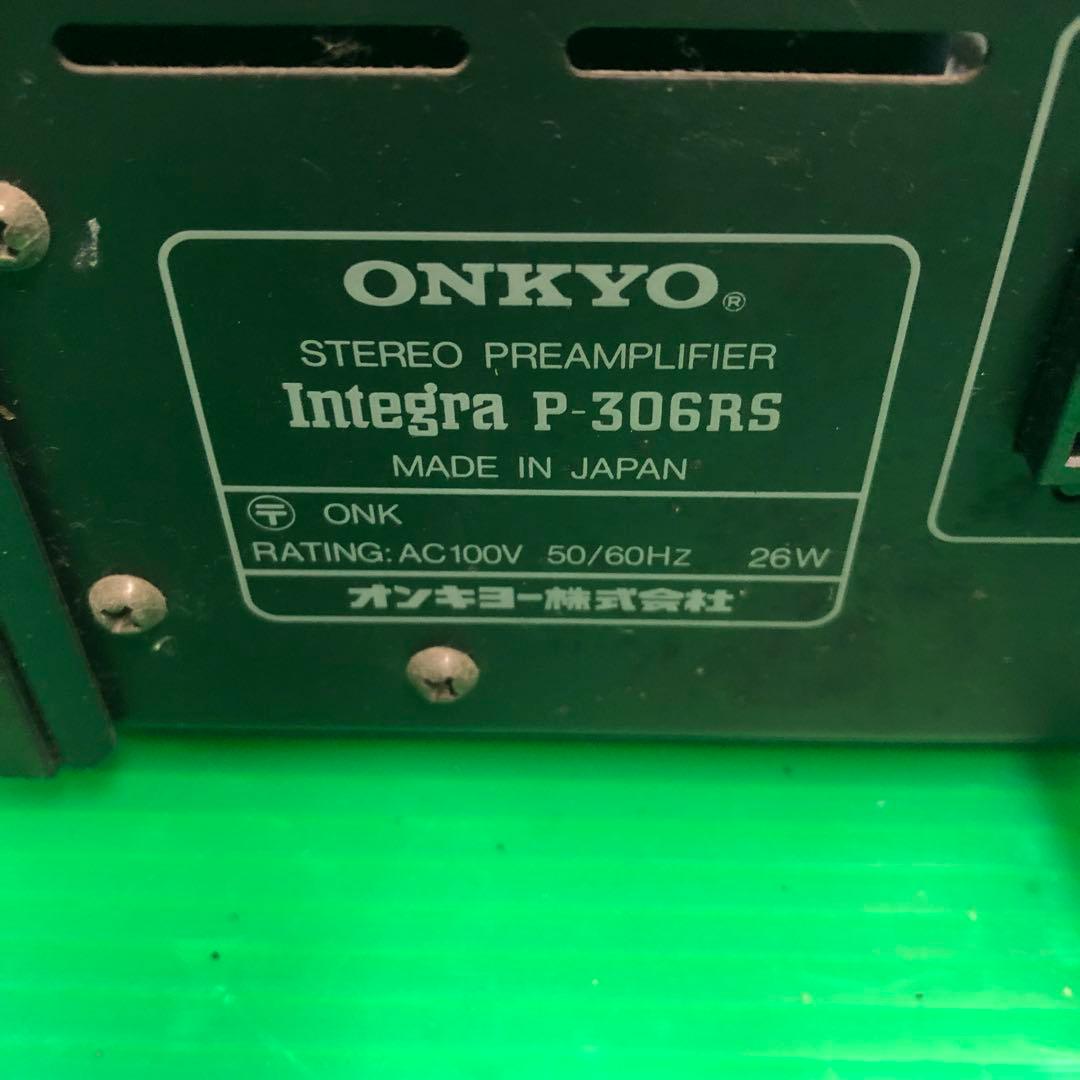 ONKYO®
STEREO PREAMPLIFIER
Integra P-306RS
MADE IN JAPAN
〶 ONK
RATING: AC100V 50/60Hz 26W
オンキヨー株式会社